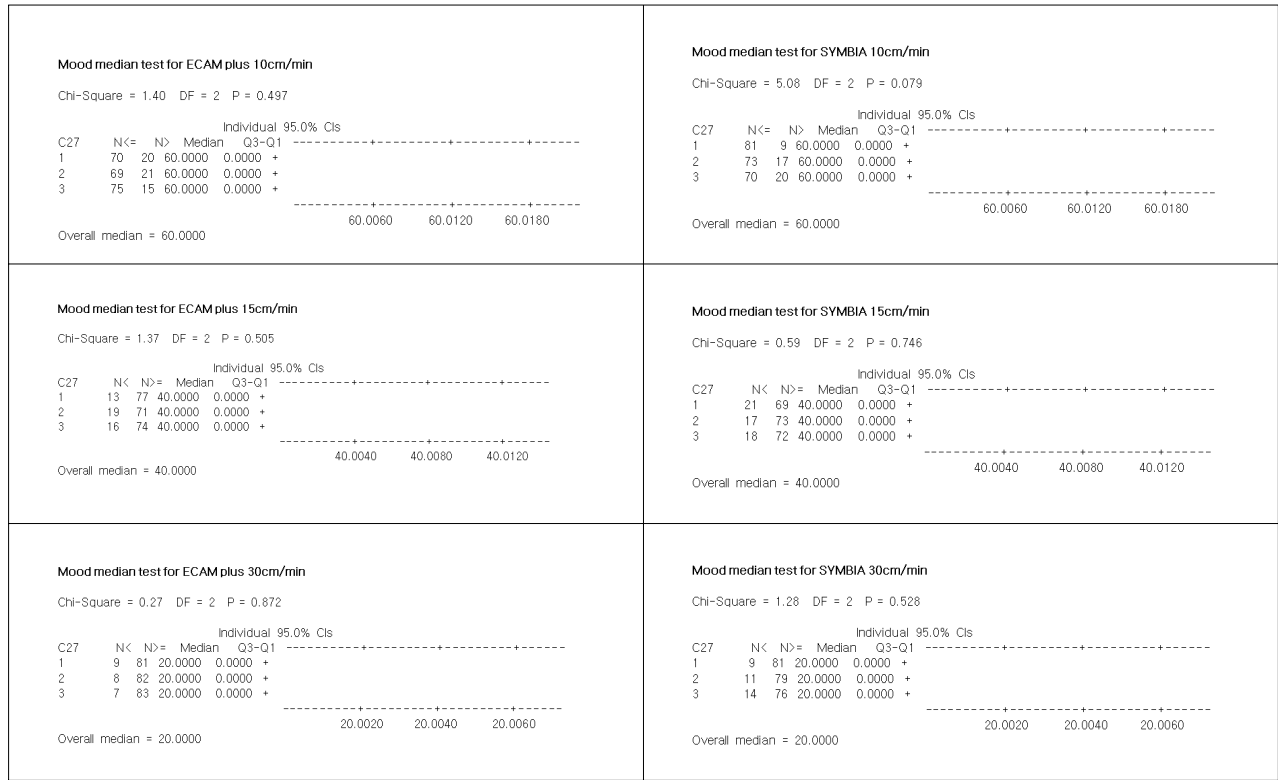 Mood median test for ECAM plus 10cm/min
Chi-Square = 1.40 DF = 2 P = 0.497
Individual 95.0% CIs
C27 N<= N> Median Q3-Q1 ----------+---------+---------+------
1 70 20 60.0000 0.0000 +
2 69 21 60.0000 0.0000 +
3 75 15 60.0000 0.0000 +
----------+---------+---------+------
60.0060 60.0120 60.0180
Overall median = 60.0000
Mood median test for SYMBIA 10cm/min
Chi-Square = 5.08 DF = 2 P = 0.079
Individual 95.0% CIs
C27 N<= N> Median Q3-Q1 ----------+---------+---------+------
1 81 9 60.0000 0.0000 +
2 73 17 60.0000 0.0000 +
3 70 20 60.0000 0.0000 +
----------+---------+---------+------
60.0060 60.0120 60.0180
Overall median = 60.0000
Mood median test for ECAM plus 15cm/min
Chi-Square = 1.37 DF = 2 P = 0.505
Individual 95.0% CIs
C27 N< N>= Median Q3-Q1 ----------+---------+---------+------
1 13 77 40.0000 0.0000 +
2 19 71 40.0000 0.0000 +
3 16 74 40.0000 0.0000 +
----------+---------+---------+------
40.0040 40.0080 40.0120
Overall median = 40.0000
Mood median test for SYMBIA 15cm/min
Chi-Square = 0.59 DF = 2 P = 0.746
Individual 95.0% CIs
C27 N< N>= Median Q3-Q1 ----------+---------+---------+------
1 21 69 40.0000 0.0000 +
2 17 73 40.0000 0.0000 +
3 18 72 40.0000 0.0000 +
----------+---------+---------+------
40.0040 40.0080 40.0120
Overall median = 40.0000
Mood median test for ECAM plus 30cm/min
Chi-Square = 0.27 DF = 2 P = 0.872
Individual 95.0% CIs
C27 N< N>= Median Q3-Q1 ----------+---------+---------+------
1 9 81 20.0000 0.0000 +
2 8 82 20.0000 0.0000 +
3 7 83 20.0000 0.0000 +
----------+---------+---------+------
20.0020 20.0040 20.0060
Overall median = 20.0000
Mood median test for SYMBIA 30cm/min
Chi-Square = 1.28 DF = 2 P = 0.528
Individual 95.0% CIs
C27 N< N>= Median Q3-Q1 ----------+---------+---------+------
1 9 81 20.0000 0.0000 +
2 11 79 20.0000 0.0000 +
3 14 76 20.0000 0.0000 +
----------+---------+---------+------
20.0020 20.0040 20.0060
Overall median = 20.0000